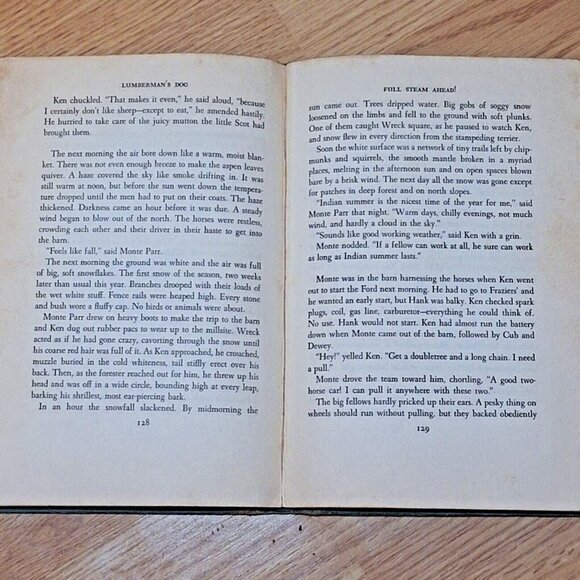 LUMBERMAN'S DOG
Ken chuckled. "That makes it even," he said aloud, "because
I certainly don't like sheep—except to eat," he amended hastily.
He hurried to take care of the juicy mutton the little Scot had
brought them.
The next morning the air bore down like a warm, moist blan-
ket. There was not even enough breeze to make the aspen leaves
quiver. A haze covered the sky like smoke drifting in. It was
still warm at noon, but before the sun went down the tempera-
ture dropped until the men had to put on their coats. The haze
thickened. Darkness came an hour before it was due. A steady
wind began to blow out of the north. The horses were restless,
crowding each other and their driver in their haste to get into
the barn.
"Feels like fall," said Monte Parr.
The next morning the ground was white and the air was full
of big, soft snowflakes. The first snow of the season, two weeks
later than usual this year. Branches drooped with their loads of
the wet white stuff. Fence rails were heaped high. Every stone
and bush wore a fluffy cap. No birds or animals were about.
Monte Parr drew on heavy boots to make the trip to the barn
and Ken dug out rubber pacs to wear up to the millsite. Wreck
acted as if he had gone crazy, cavorting through the snow until
his coarse red hair was full of it. As Ken approached, he crouched,
muzzle buried in the cold whiteness, tail stiffly erect over his
back. Then, as the forester reached out for him, he threw up his
head and was off in a wide circle, bounding high at every leap,
barking his shrillest, most ear-piercing bark.
In an hour the snowfall slackened. By midmorning the
128
FULL STEAM AHEAD!
sun came out. Trees dripped water. Big gobs of soggy snow
loosened on the limbs and fell to the ground with soft plunks.
One of them caught Wreck square, as he paused to watch Ken,
and snow flew in every direction from the stampeding terrier.
Soon the white surface was a network of tiny trails left by chip-
munks and squirrels, the smooth mantle broken in a myriad
places, melting in the afternoon sun and on open spaces blown
bare by a brisk wind. The next day all the snow was gone except
for patches in deep forest and on north slopes.
"Indian summer is the nicest time of the year for me," said
Monte Parr that night. "Warm days, chilly evenings, not much
wind, and hardly a cloud in the sky."
"Sounds like good working weather," said Ken with a grin.
Monte nodded. "If a fellow can work at all, he sure can work
as long as Indian summer lasts."
Monte was in the barn harnessing the horses when Ken went
out to start the Ford next morning. He had to go to Fraziers' and
he wanted an early start, but Hank was balky. Ken checked spark
plugs, coil, gas line, carburetor—everything he could think of.
No use. Hank would not start. Ken had almost run the battery
down when Monte came out of the barn, followed by Cub and
Dewey.
"Hey!" yelled Ken. "Get a doubletree and a long chain. I need
a pull."
Monte drove the team toward him, chortling, "A good two-
horse car! I can pull it anywhere with these two."
The big fellows hardly pricked up their ears. A pesky thing on
wheels should run without pulling, but they backed obediently
129